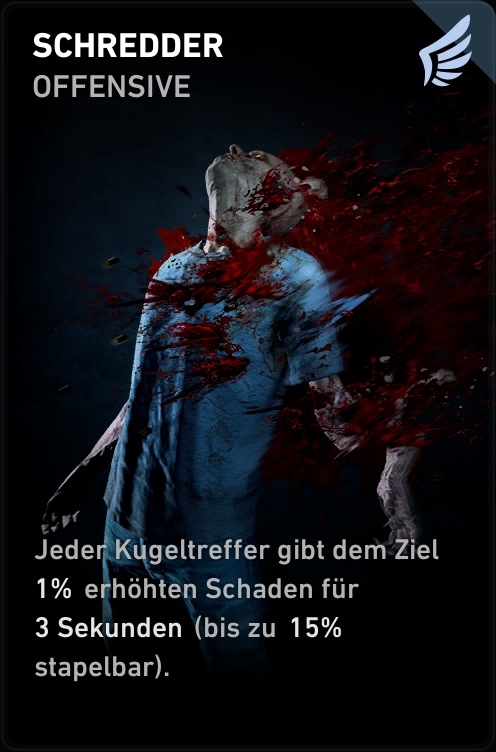 SCHREDDER
OFFENSIVE
Jeder Kugeltreffer gibt dem Ziel
1% erhöhten Schaden für
3 Sekunden (bis zu 15%
stapelbar).